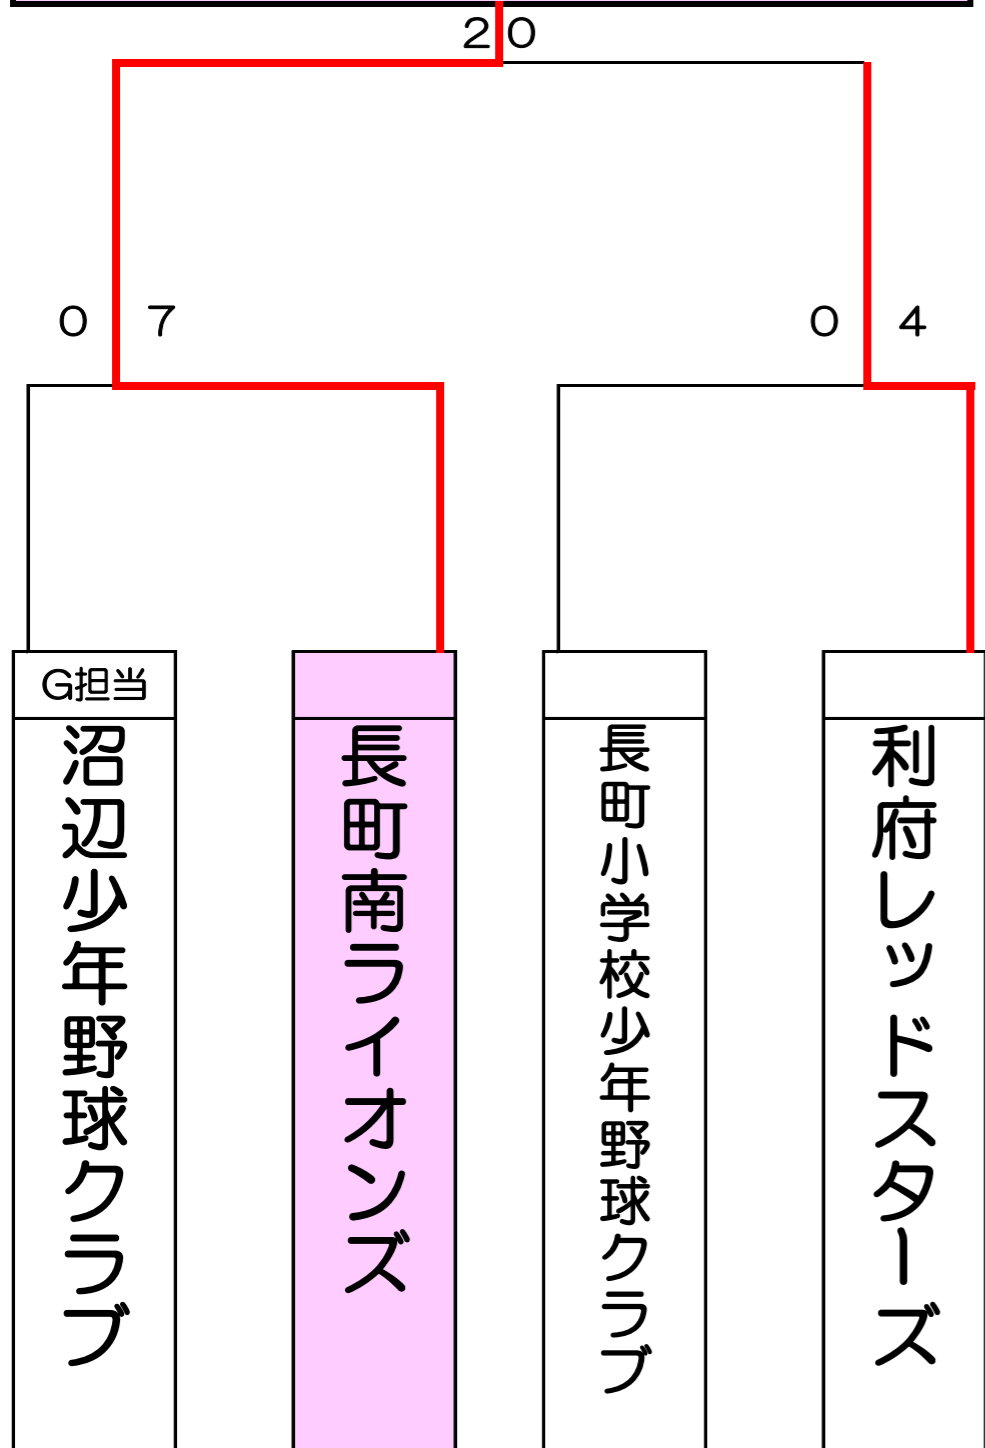 ２ ０
０ ７
０ ４
G担当
沼辺少年野球クラブ
長町南ライオンズ
長町小学校少年野球クラブ
利府レッドスターズ